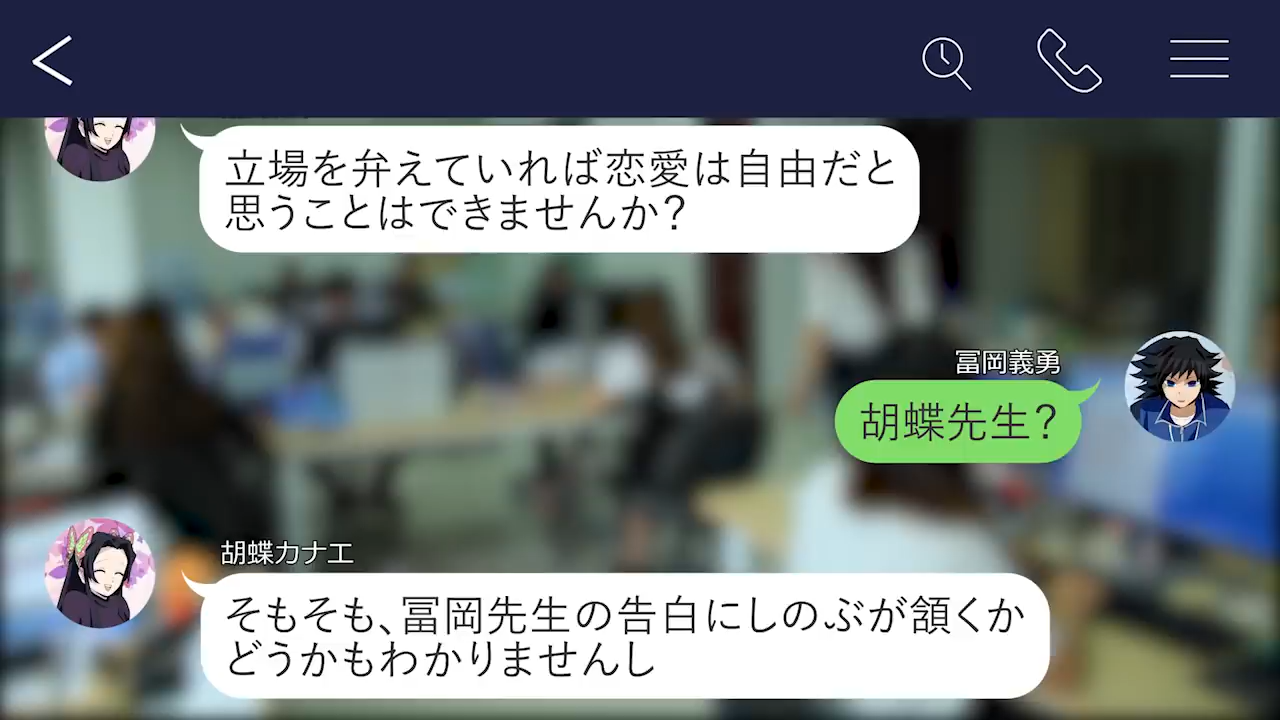 立場を弁えていれば恋愛は自由だと
思うことはできませんか?
冨岡義勇
胡蝶先生?
胡蝶カナエ
そもそも、冨岡先生の告白にしのぶが頷くか
どうかもわかりませんし